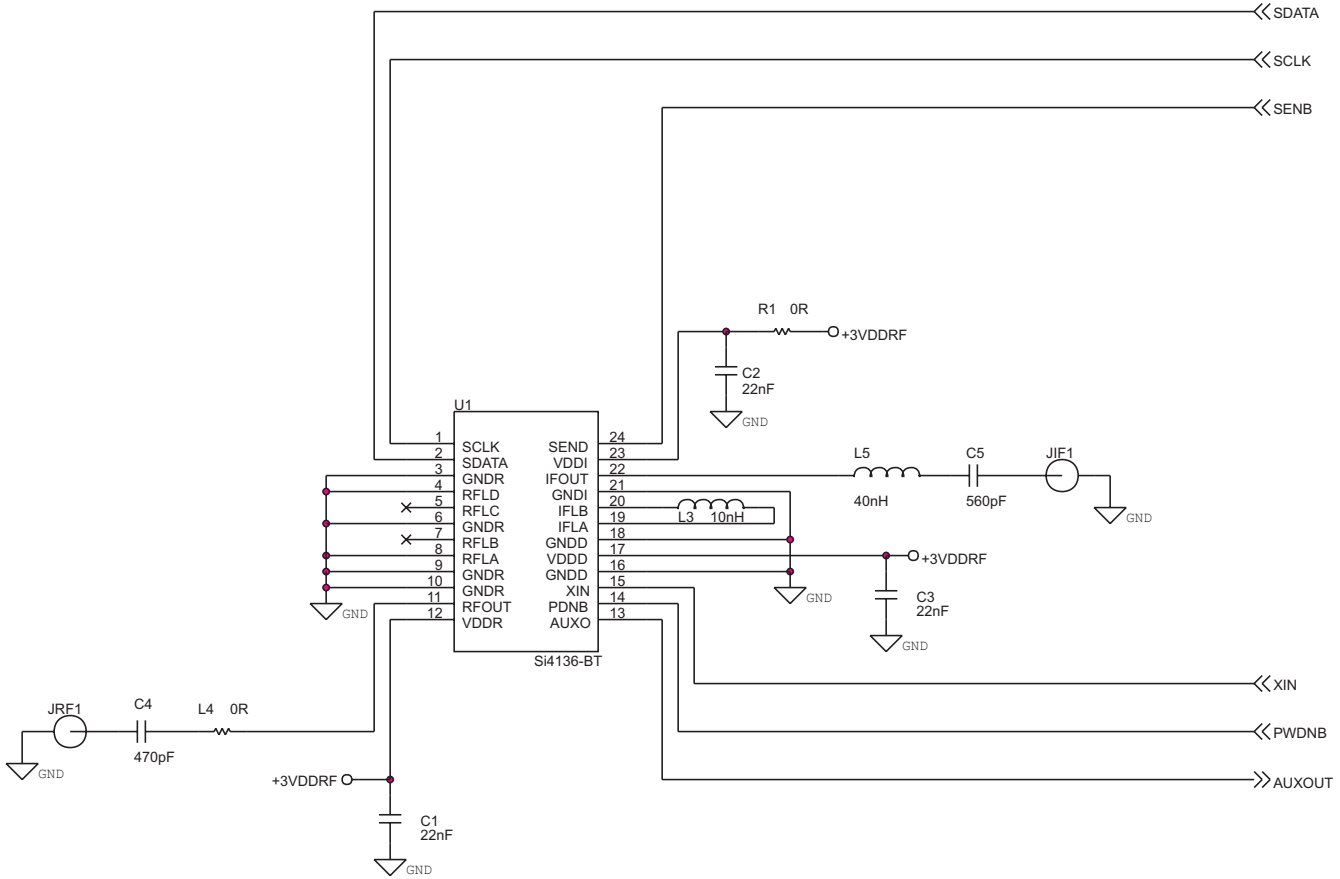 SDATA
SCLK
SENB
R1 0R
+3VDDRF
C2
22nF
GND
U1
1 SCLK SEND 24
2 SDATA VDDI 23
3 GNDR IFOUT 22
4 RFLD GNDI 21
5 RFLC IFLB 20
6 GNDR IFLA 19
7 RFLB GNDD 18
8 RFLA VDDD 17
9 GNDR GNDD 16
10 GNDR XIN 15
11 RFOUT PDNB 14
12 VDDR AUXO 13
Si4136-BT
L5
40nH
C5
560pF
JIF1
GND
L3 10nH
GND
+3VDDRF
C3
22nF
GND
GND
XIN
PWDNB
AUXOUT
JRF1
C4
470pF
L4 0R
GND
+3VDDRF
C1
22nF
GND